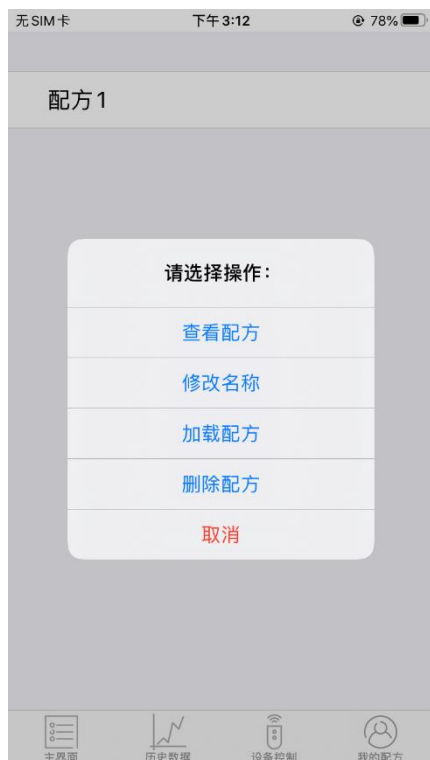 无SIM卡 下午3:12 78%
配方1
请选择操作：
查看配方
修改名称
加载配方
删除配方
取消
主界面 历史数据 设备控制 我的配方